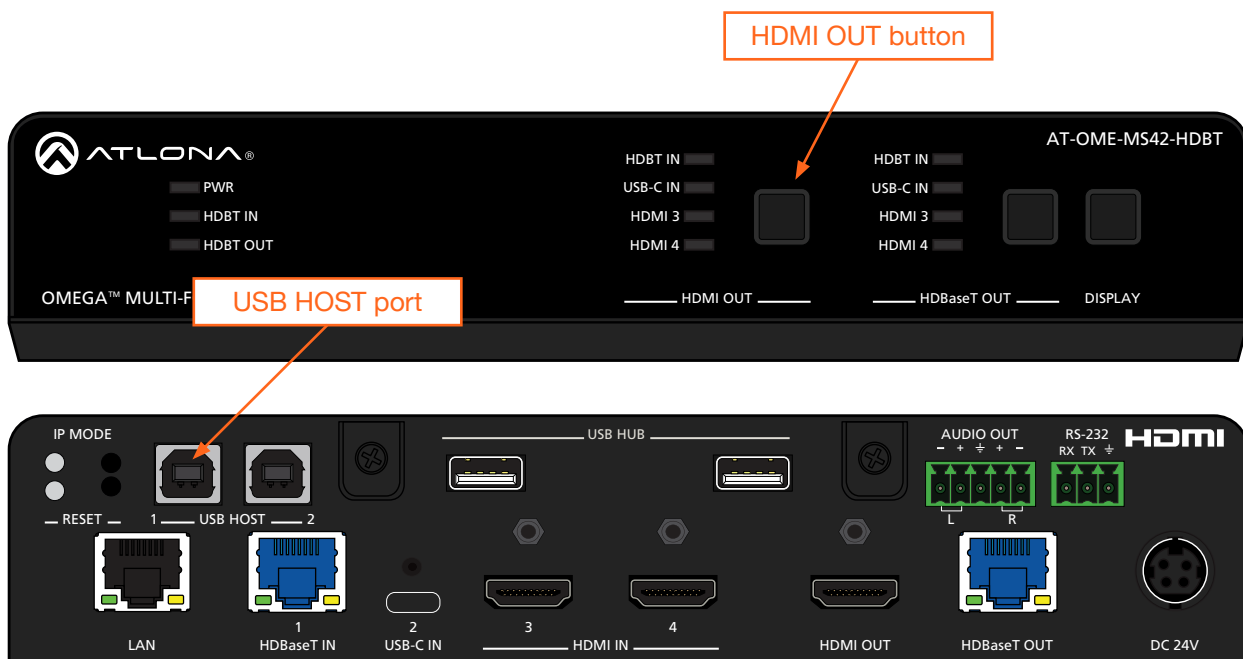 HDMI OUT button
AT-OME-MS42-HDBT
ATLONA®
PWR
HDBT IN
HDBT OUT
HDBT IN
USB-C IN
HDMI 3
HDMI 4
HDBT IN
USB-C IN
HDMI 3
HDMI 4
OMEGA™ MULTI-F
USB HOST port
HDMI OUT
HDBaseT OUT
DISPLAY
IP MODE
USB HUB
AUDIO OUT
− + + −
L R
RS-232
RX TX
HDMI
RESET
1 USB HOST 2
LAN
1
HDBaseT IN
2
USB-C IN
3 4
HDMI IN
HDMI OUT
HDBaseT OUT
DC 24V